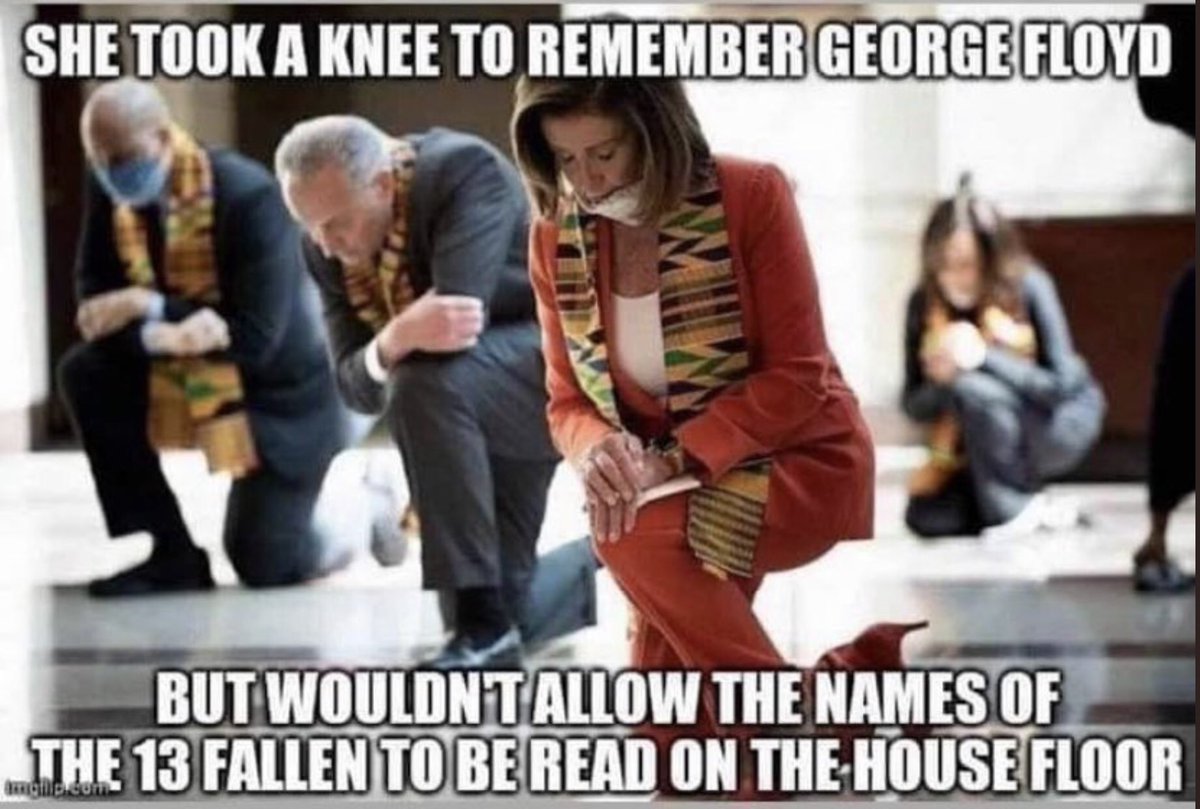 SHE TOOK A KNEE TO REMEMBER GEORGE FLOYD
BUT WOULDN'T ALLOW THE NAMES OF
THE 13 FALLEN TO BE READ ON THE HOUSE FLOOR
imgflip.com